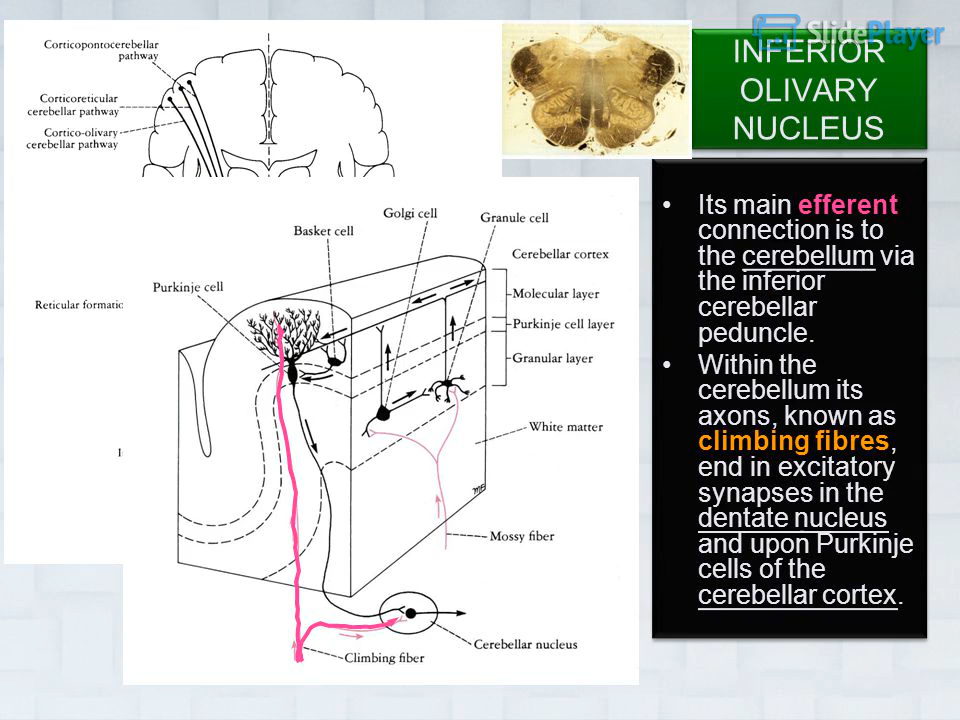 SlidePlayer
INFERIOR
OLIVARY
NUCLEUS
Corticopontocerebellar
pathway
Corticoreticular
cerebellar pathway
Cortico-olivary
cerebellar pathway
Reticular formatio
I
Golgi cell
Granule cell
Basket cell
Cerebellar cortex
Purkinje cell
Molecular layer
Purkinje cell layer
Granular layer
White matter
Mossy fiber
Cerebellar nucleus
Climbing fiber
• Its main efferent
connection is to
the cerebellum via
the inferior
cerebellar
peduncle.
• Within the
cerebellum its
axons, known as
climbing fibres,
end in excitatory
synapses in the
dentate nucleus
and upon Purkinje
cells of the
cerebellar cortex.